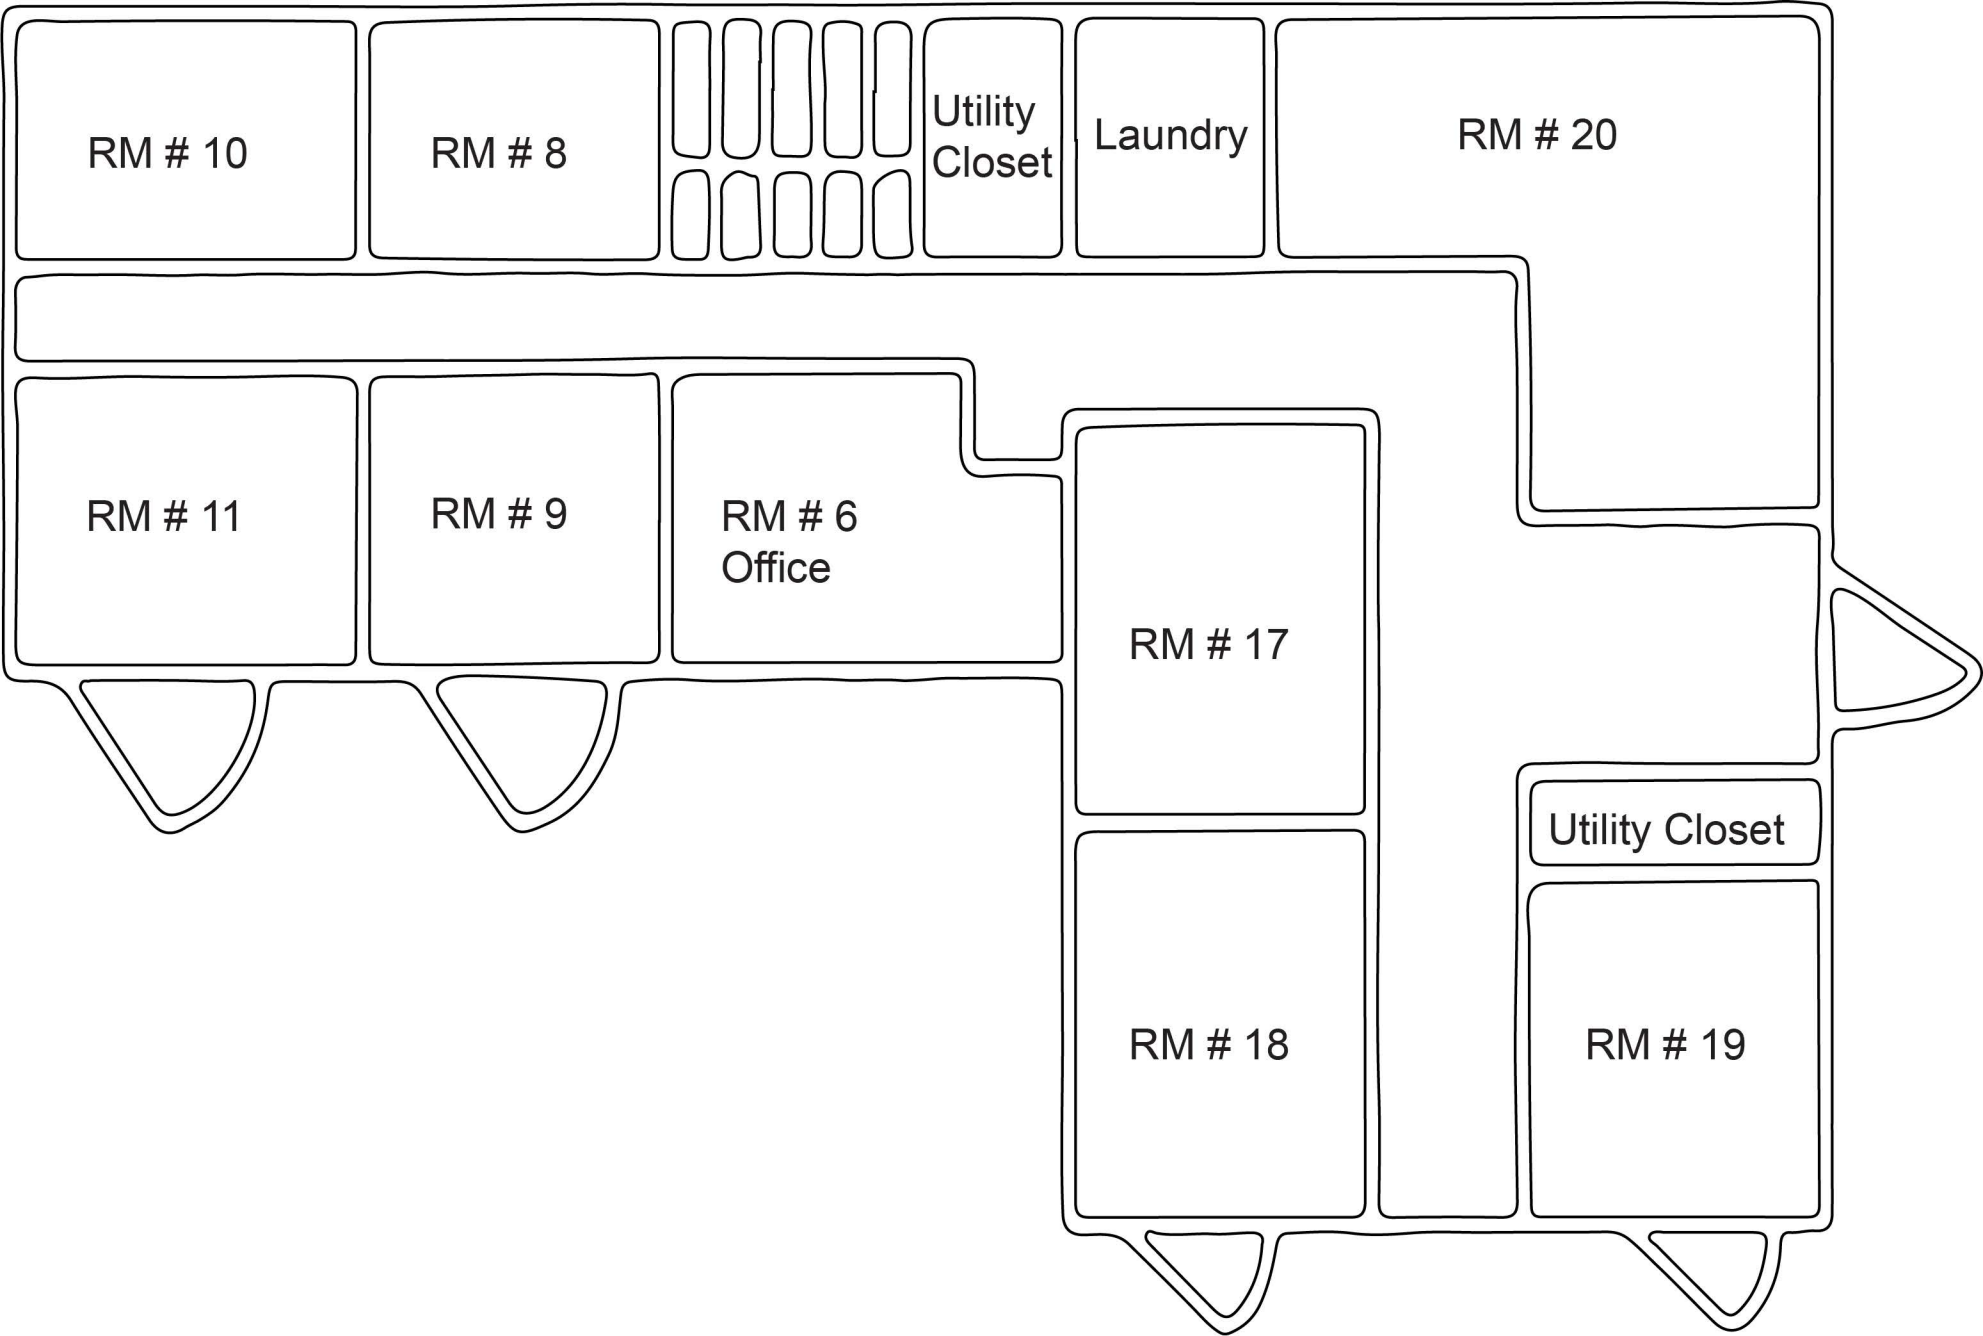 RM # 10
RM # 8
Utility
Closet
Laundry
RM # 20
RM # 11
RM # 9
RM # 6
Office
RM # 17
Utility Closet
RM # 18
RM # 19